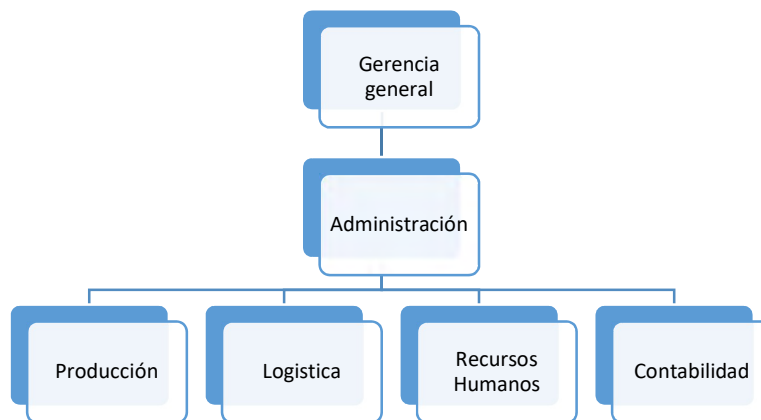 Gerencia
general
Administración
Producción
Logistica
Recursos
Humanos
Contabilidad